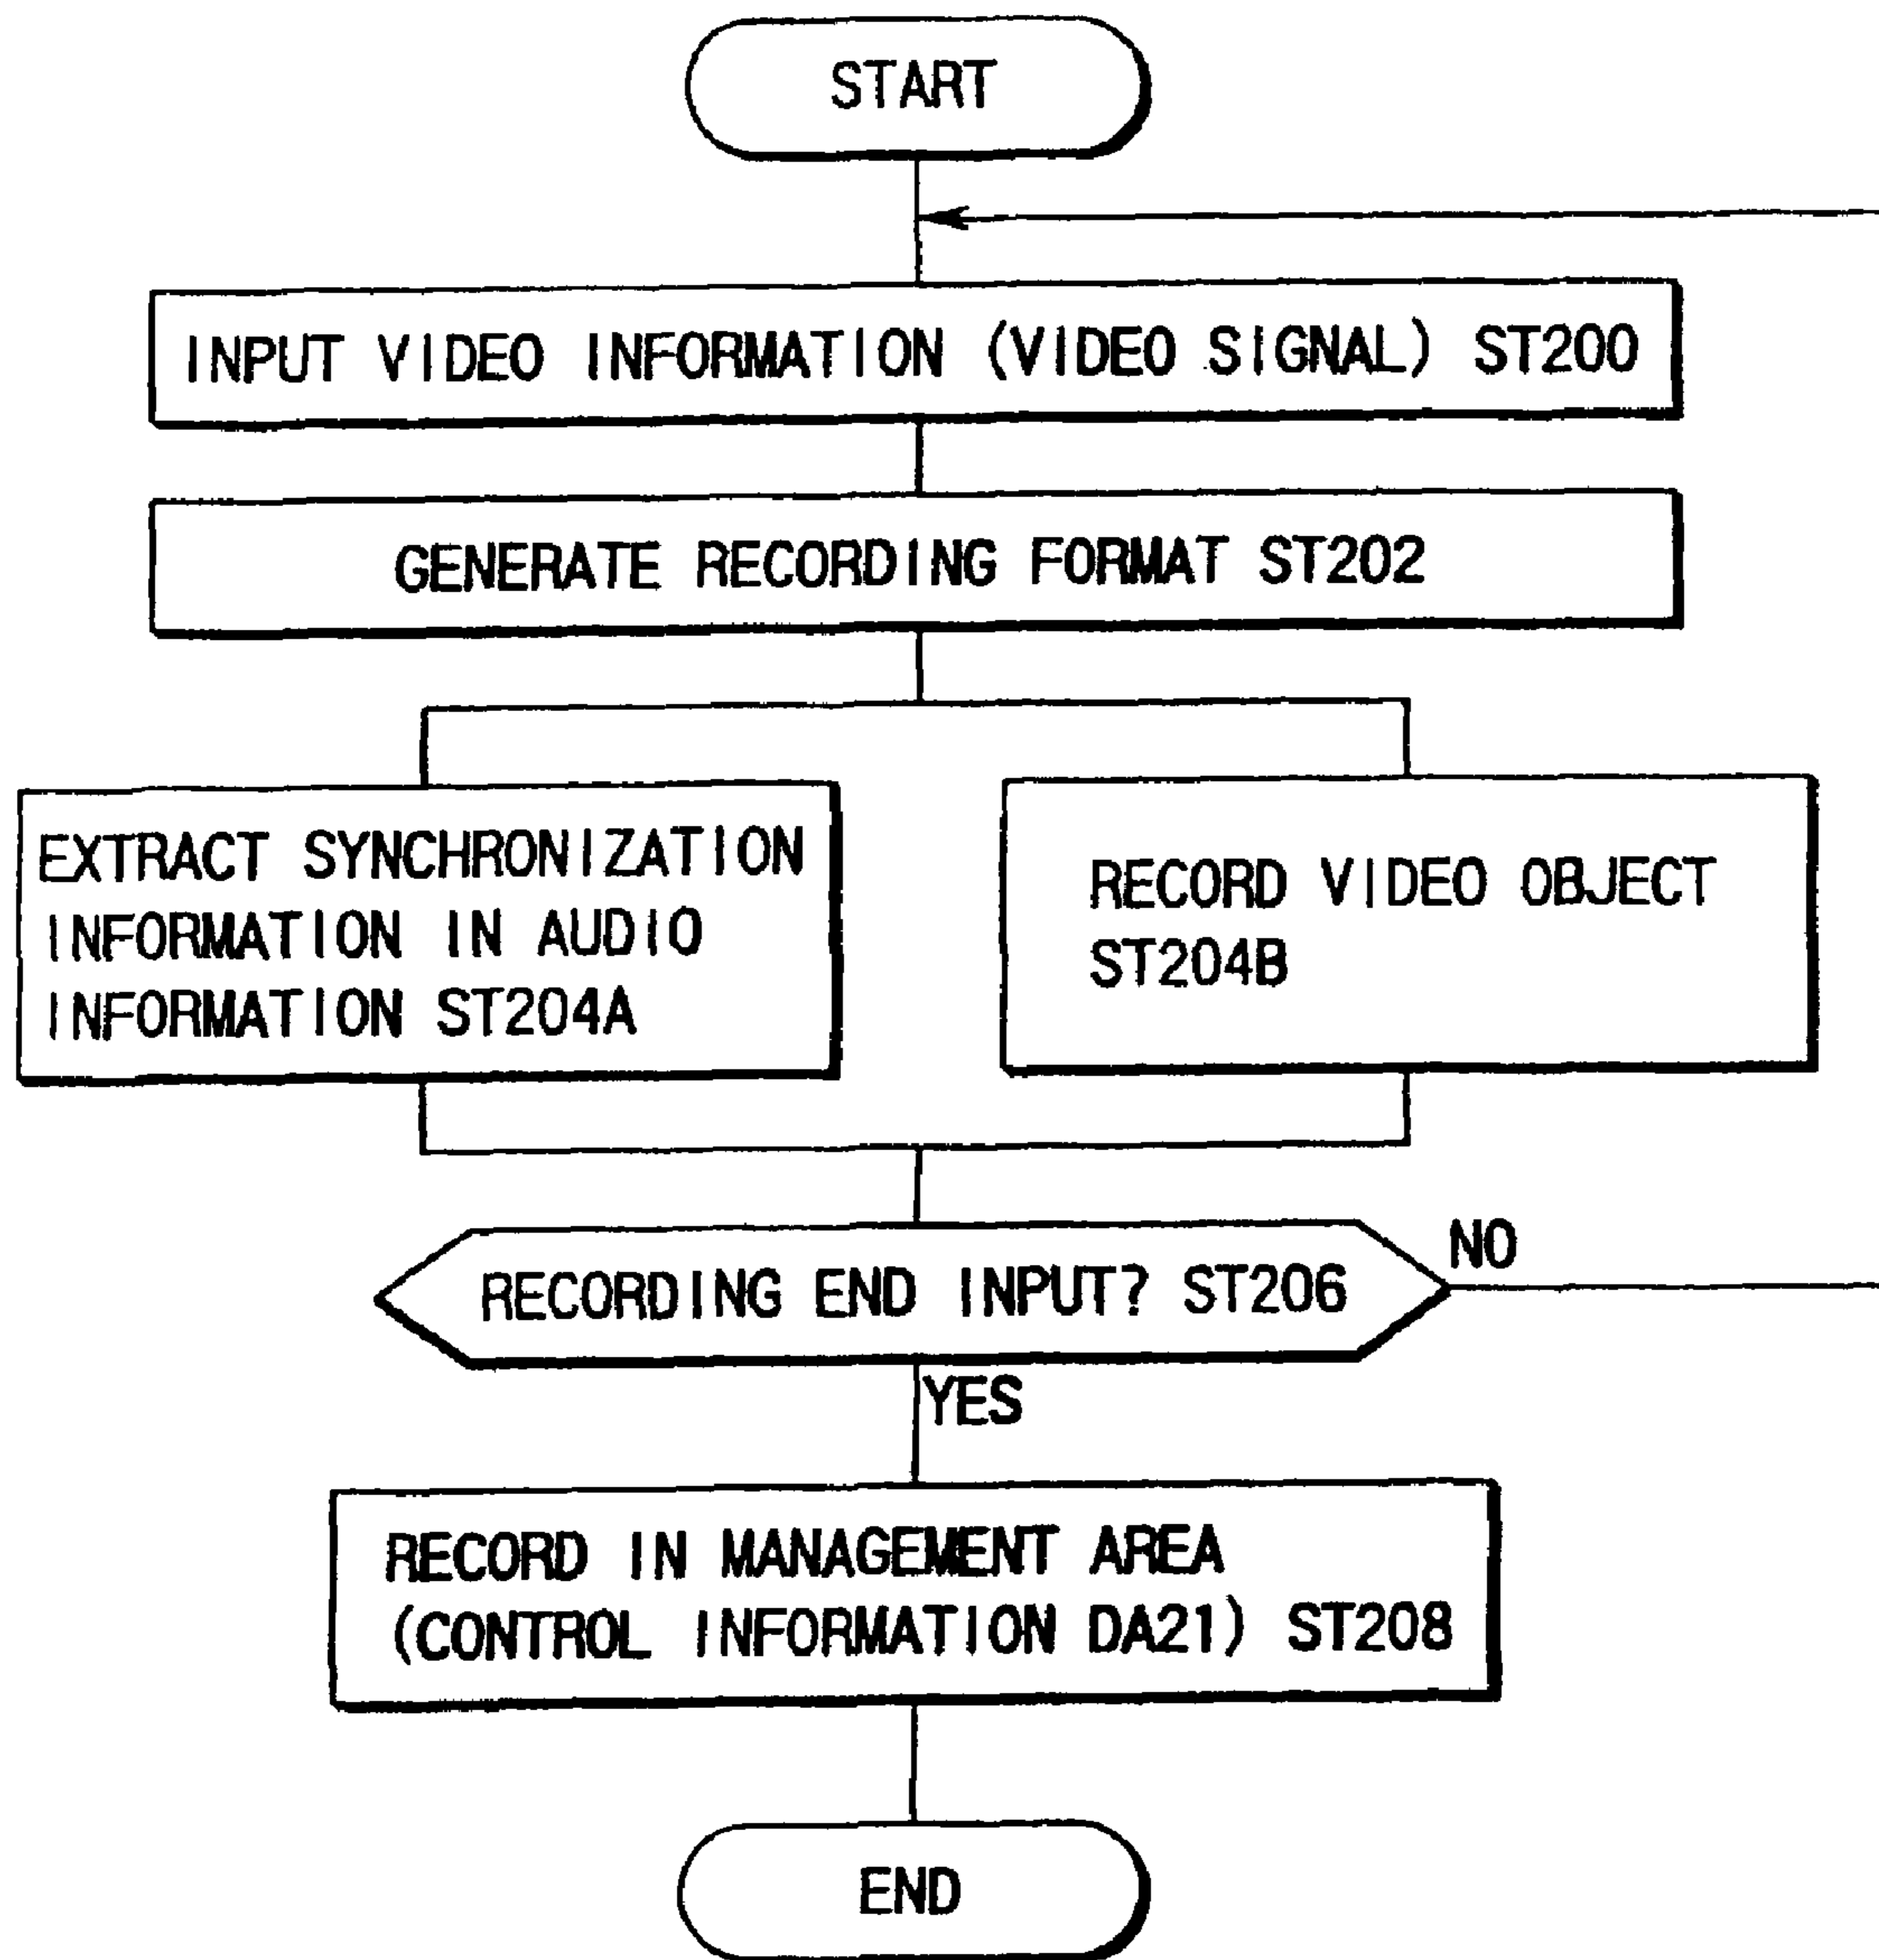 START
INPUT VIDEO INFORMATION (VIDEO SIGNAL) ST200
GENERATE RECORDING FORMAT ST202
EXTRACT SYNCHRONIZATION
INFORMATION IN AUDIO
INFORMATION ST204A
RECORD VIDEO OBJECT
ST204B
RECORDING END INPUT? ST206
NO
YES
RECORD IN MANAGEMENT AREA
(CONTROL INFORMATION DA21) ST208
END